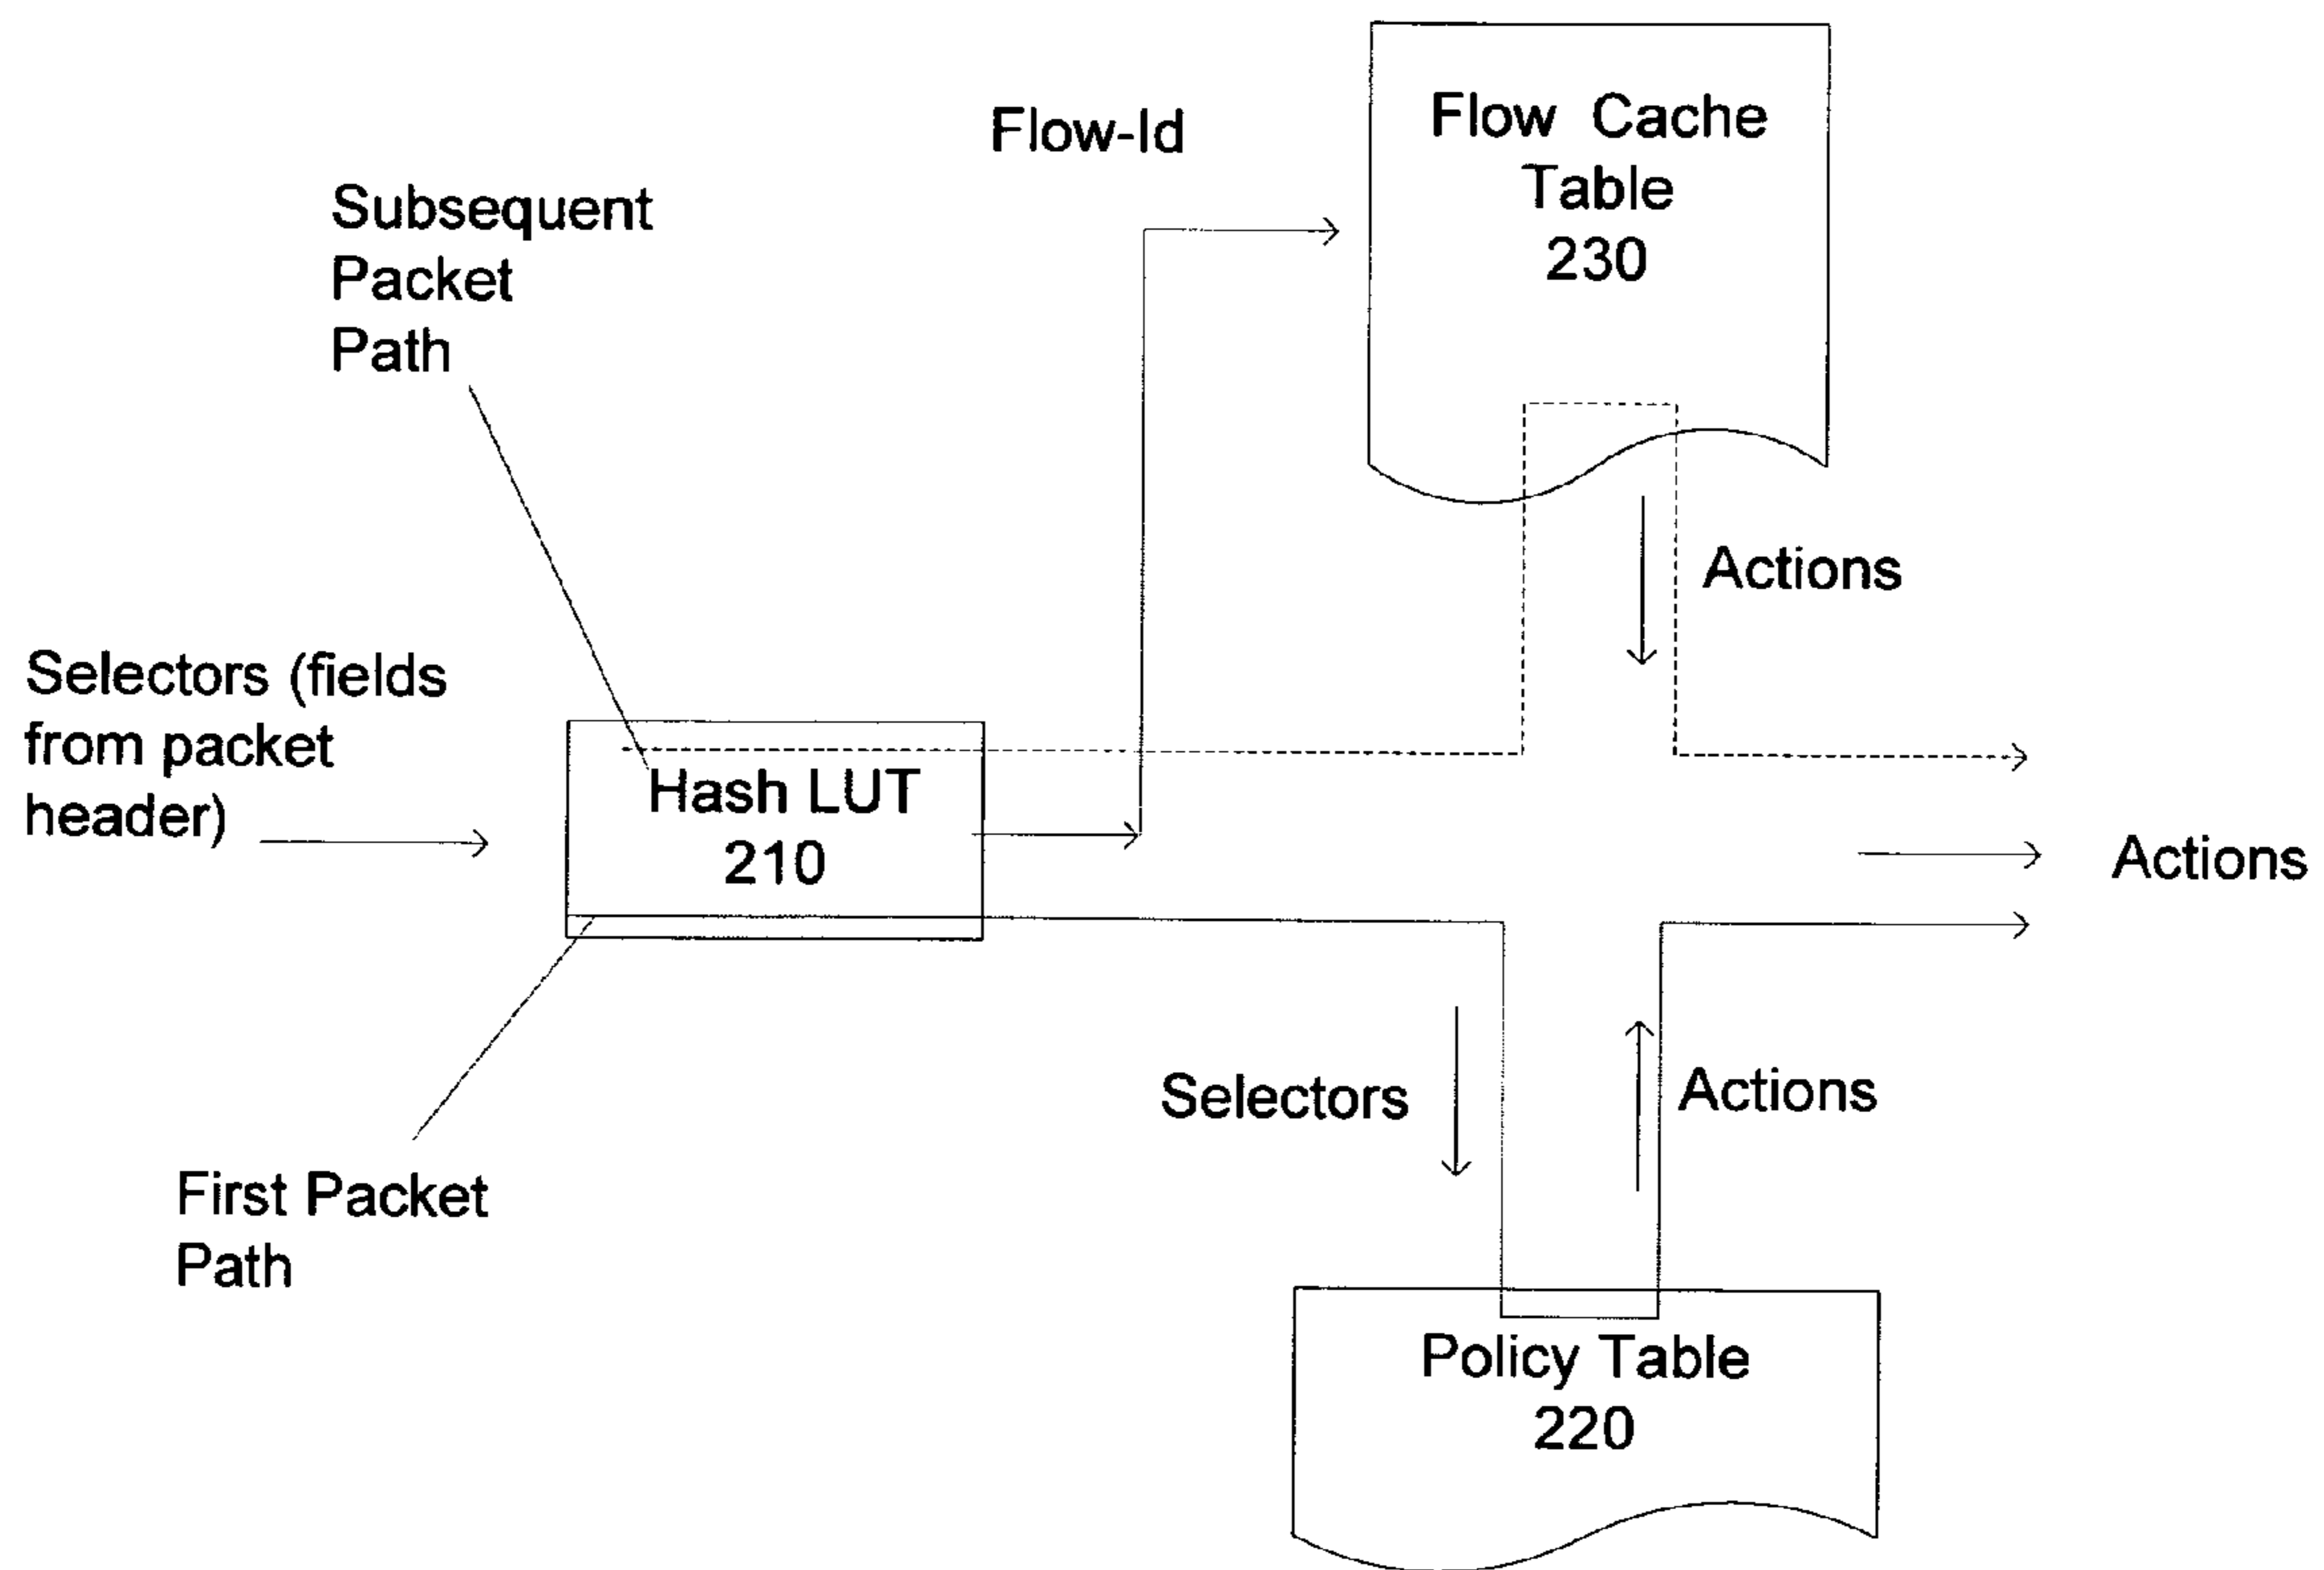 Flow Cache
Table
230
Flow-Id
Subsequent
Packet
Path
Actions
Selectors (fields
from packet
header)
Hash LUT
210
Actions
Selectors
Actions
First Packet
Path
Policy Table
220